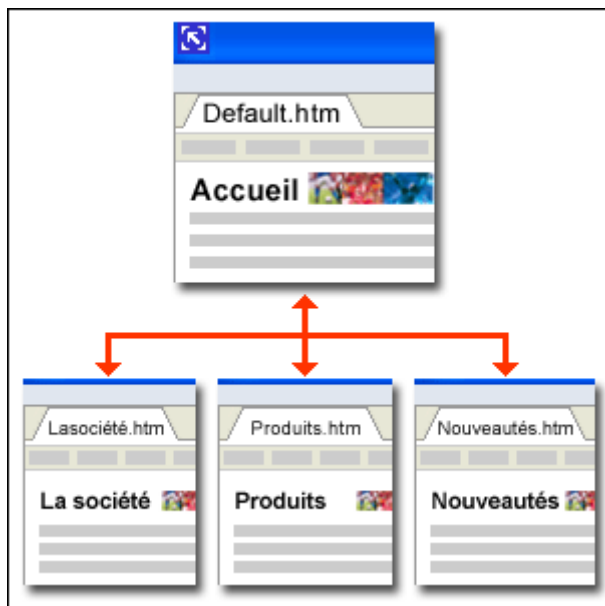 Default.htm
Accueil
Lasociété.htm
Produits.htm
Nouveautés.htm
La société
Produits
Nouveautés